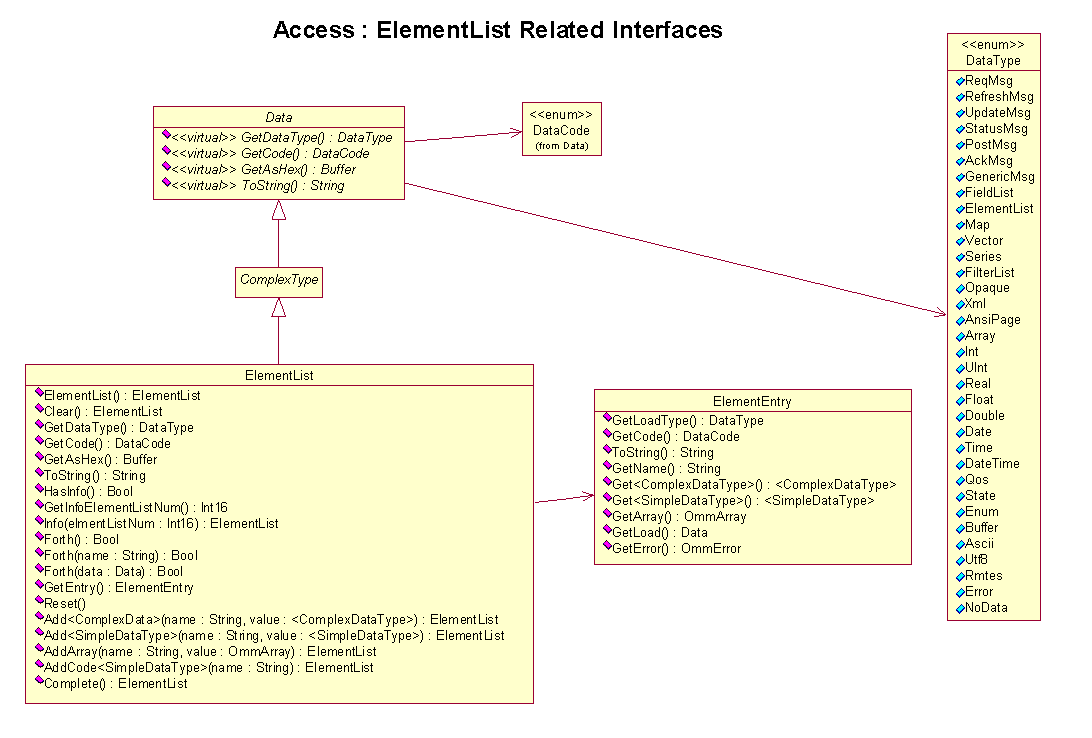 Access : ElementList Related Interfaces
Data
<<virtual>> GetDataType() : DataType
<<virtual>> GetCode() : DataCode
<<virtual>> GetAsHex() : Buffer
<<virtual>> ToString() : String
<<enum>>
DataCode
(from Data)
ComplexType
ElementList
ElementList() : ElementList
Clear() : ElementList
GetDataType() : DataType
GetCode() : DataCode
GetAsHex() : Buffer
ToString() : String
HasInfo() : Bool
GetInfoElementListNum() : Int16
Info(elmentListNum : Int16) : ElementList
Forth() : Bool
Forth(name : String) : Bool
Forth(data : Data) : Bool
GetEntry() : ElementEntry
Reset()
Add<ComplexData>(name : String, value : <ComplexDataType>) : ElementList
Add<SimpleDataType>(name : String, value : <SimpleDataType>) : ElementList
AddArray(name : String, value : OmmArray) : ElementList
AddCode<SimpleDataType>(name : String) : ElementList
Complete() : ElementList
ElementEntry
GetLoadType() : DataType
GetCode() : DataCode
ToString() : String
GetName() : String
Get<ComplexDataType>() : <ComplexDataType>
Get<SimpleDataType>() : <SimpleDataType>
GetArray() : OmmArray
GetLoad() : Data
GetError() : OmmError
<<enum>>
DataType
ReqMsg
RefreshMsg
UpdateMsg
StatusMsg
PostMsg
AckMsg
GenericMsg
FieldList
ElementList
Map
Vector
Series
FilterList
Opaque
Xml
AnsiPage
Array
Int
UInt
Real
Float
Double
Date
Time
DateTime
Qos
State
Enum
Buffer
Ascii
Utf8
Rmtes
Error
NoData